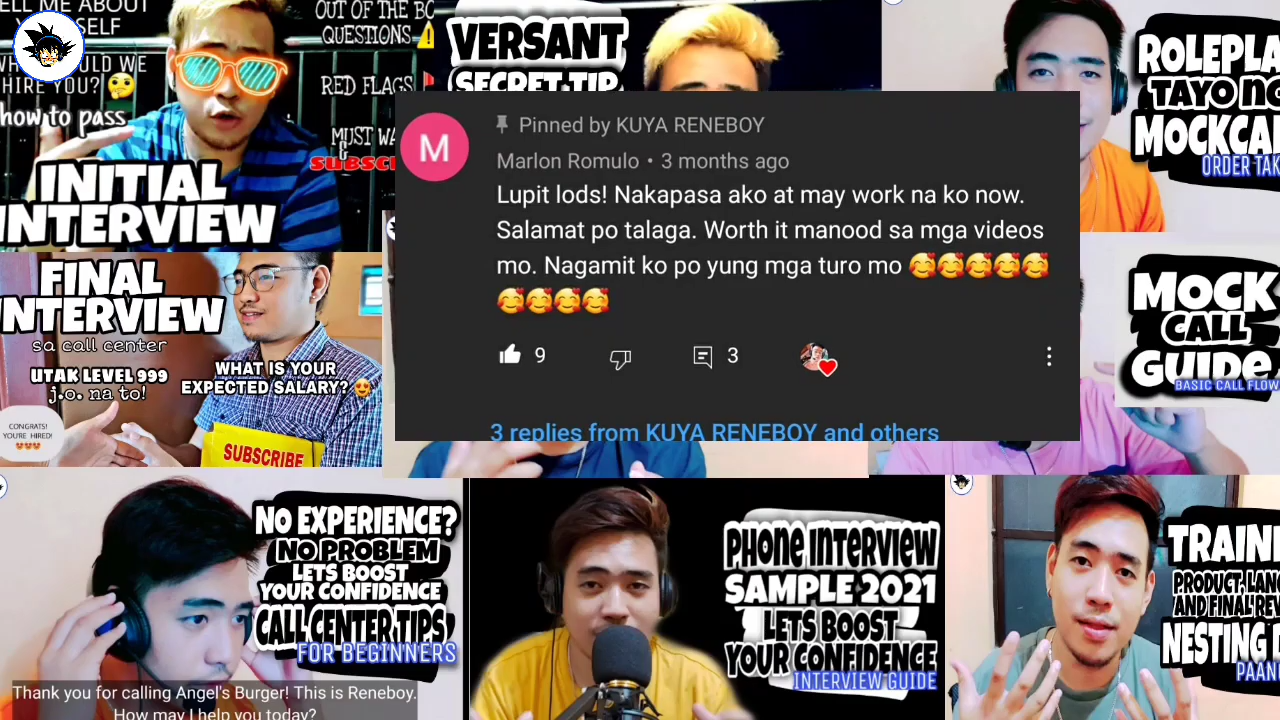 ELL ME ABOUT
OUT OF THE BO
QUESTIONS
HIRE YOU? 🤔
RED FLAGS
how to pass
MUST WA
&
SUBSC
INITIAL
INTERVIEW
VERSANT
SECRET TIP
ROLEPLA
TAYO NG
MOCKCA
ORDER TAK
Pinned by KUYA RENEBOY
Marlon Romulo • 3 months ago
Lupit lods! Nakapasa ako at may work na ko now.
Salamat po talaga. Worth it manood sa mga videos
mo. Nagamit ko po yung mga turo mo 🥰🥰🥰🥰🥰
🥰🥰🥰🥰
9
3
3 replies from KUYA RENEBOY and others
M
FINAL
INTERVIEW
sa call center
UTAK LEVEL 999
j.o. na to!
WHAT IS YOUR
EXPECTED SALARY? 😍
CONGRATS!
YOU'RE HIRED!
😍😍😍
SUBSCRIBE
MOCK
CALL
GUIDE
BASIC CALL FLOW
NO EXPERIENCE?
NO PROBLEM
LETS BOOST
YOUR CONFIDENCE
CALL CENTER TIPS
FOR BEGINNERS
Thank you for calling Angel's Burger! This is Reneboy.
How may I help you today?
PHONE INTERVIEW
SAMPLE 2021
LETS BOOST
YOUR CONFIDENCE
INTERVIEW GUIDE
TRAINI
PRODUCT, LANG
AND FINAL REV
NESTING
PAAN